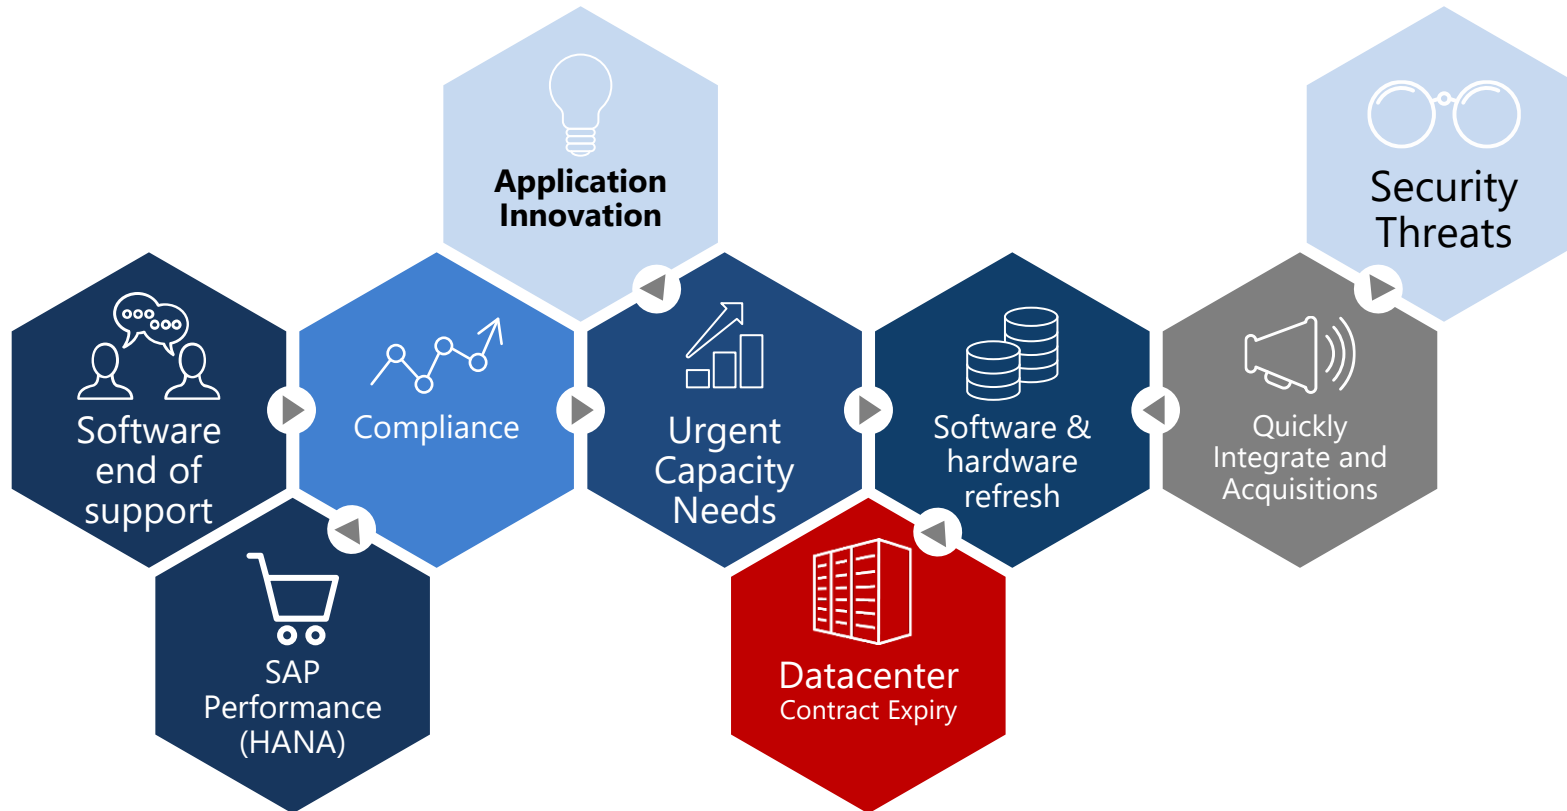 Application
Innovation
Security
Threats
Software
end of
support
Compliance
Urgent
Capacity
Needs
Software &
hardware
refresh
Quickly
Integrate and
Acquisitions
SAP
Performance
(HANA)
Datacenter
Contract Expiry